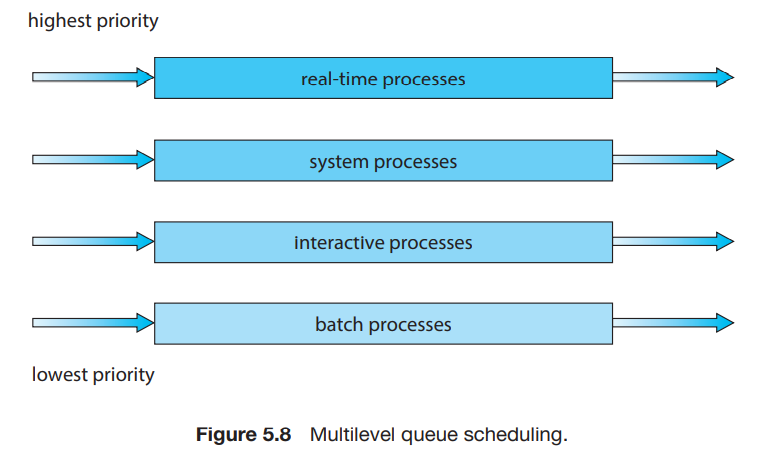 highest priority
real-time processes
system processes
interactive processes
batch processes
lowest priority
Figure 5.8 Multilevel queue scheduling.